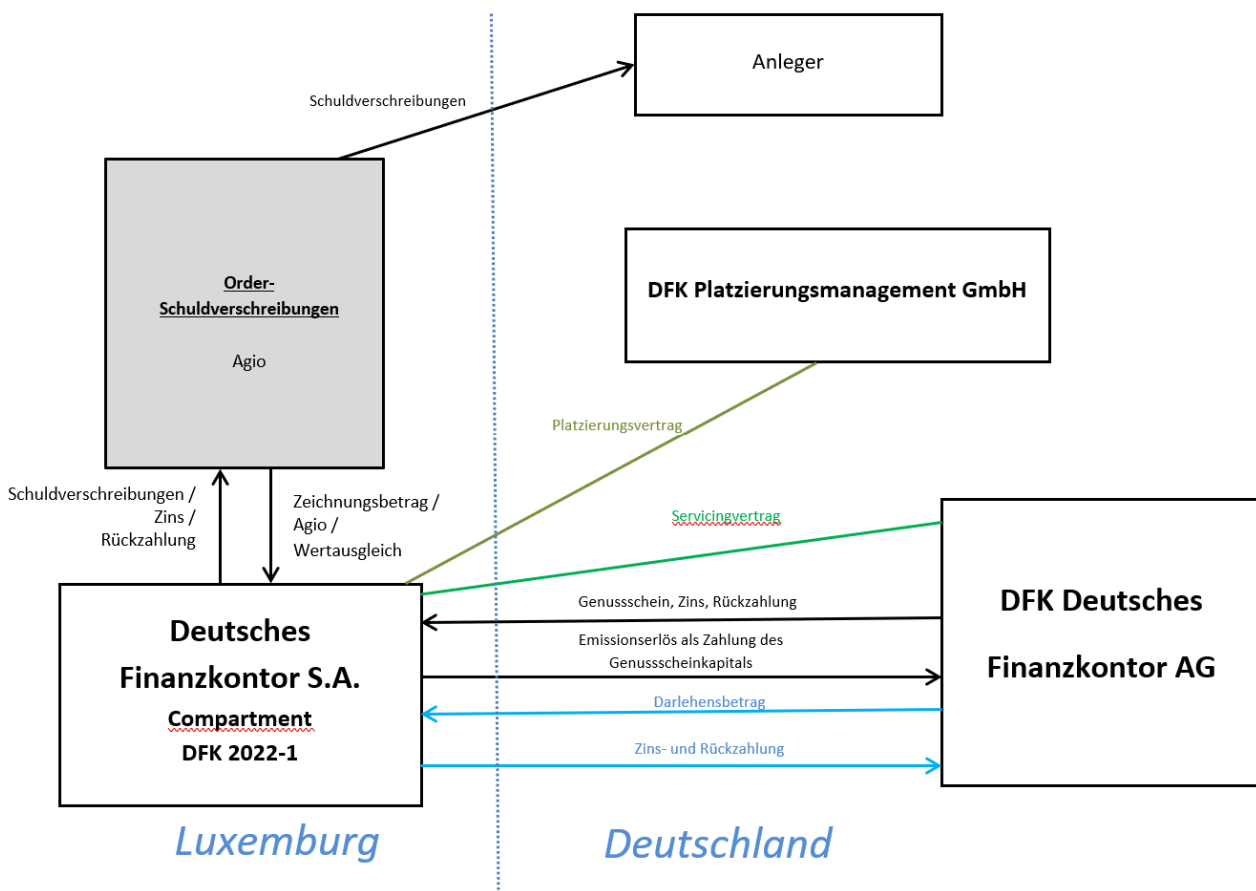 Anleger
Schuldverschreibungen
Order-
Schuldverschreibungen
Agio
DFK Platzierungsmanagement GmbH
Platzierungsvertrag
Schuldverschreibungen /
Zins /
Rückzahlung
Zeichnungsbetrag /
Agio /
Wertausgleich
Servicingvertrag
Genussschein, Zins, Rückzahlung
Emissionserlös als Zahlung des
Genussscheinkapitals
Darlehensbetrag
Zins- und Rückzahlung
Deutsches
Finanzkontor S.A.
Compartment
DFK 2022-1
DFK Deutsches
Finanzkontor AG
Luxemburg
Deutschland